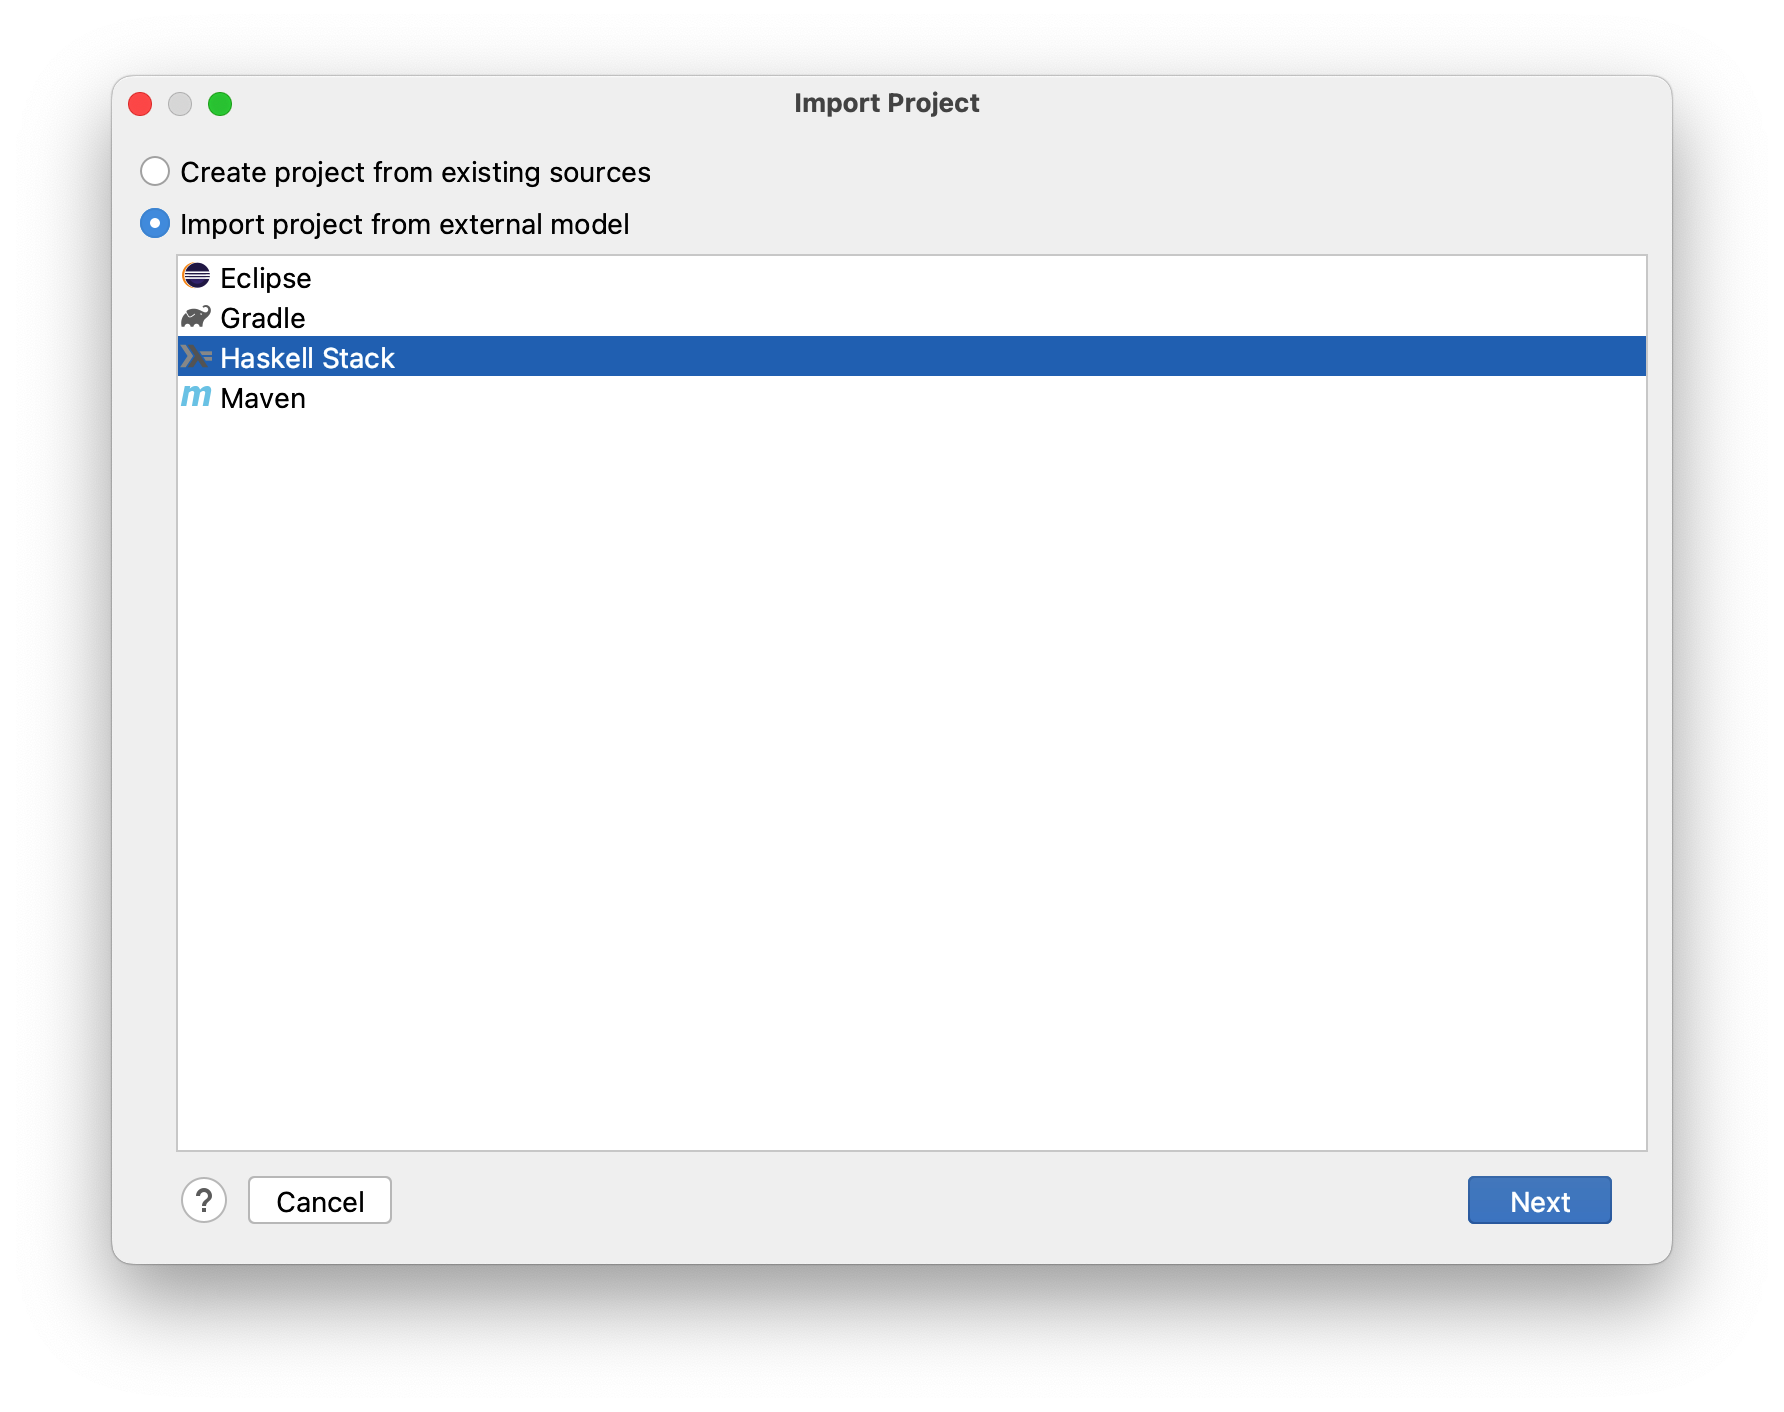 Import Project
Create project from existing sources
Import project from external model
Eclipse
Gradle
Haskell Stack
m Maven
? Cancel Next